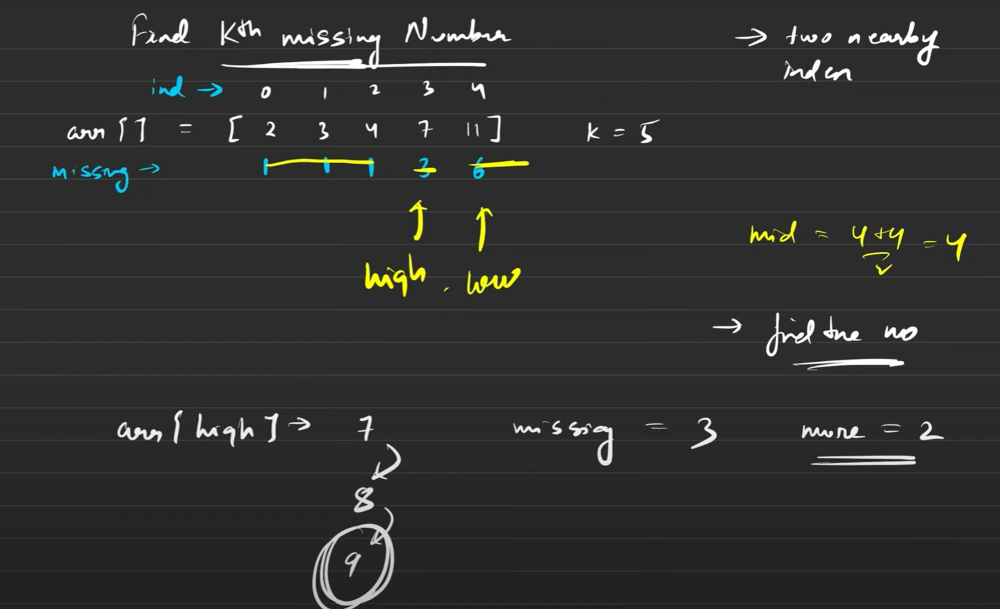 Find Kth missing Number
→ two nearby
index
ind → 0 1 2 3 4
arr [ ] = [ 2 3 4 7 11 ] k = 5
missing → 1 1 1 3 6
high . low
mid = 4+4 = 4
2
→ find the no
arr [ high ] → 7 missig = 3 more = 2
8
9